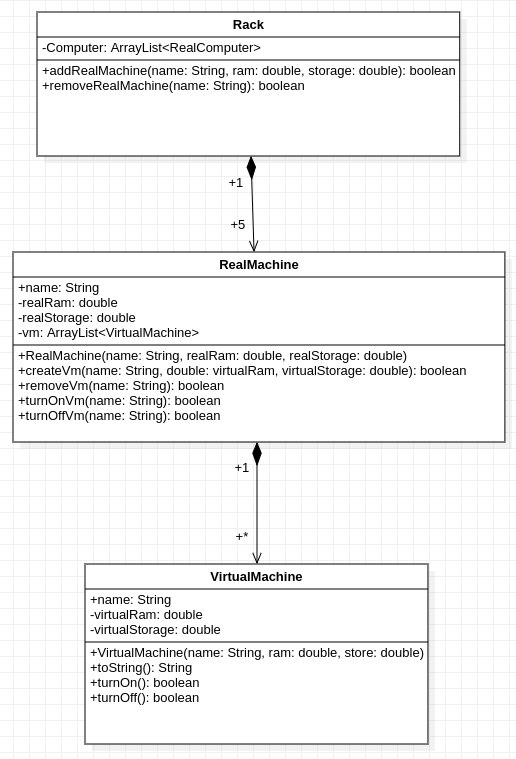 Rack
-Computer: ArrayList<RealComputer>
+addRealMachine(name: String, ram: double, storage: double): boolean
+removeRealMachine(name: String): boolean
+1
+5
RealMachine
+name: String
-realRam: double
-realStorage: double
-vm: ArrayList<VirtualMachine>
+RealMachine(name: String, realRam: double, realStorage: double)
+createVm(name: String, double: virtualRam, virtualStorage: double): boolean
+removeVm(name: String): boolean
+turnOnVm(name: String): boolean
+turnOffVm(name: String): boolean
+1
+*
VirtualMachine
+name: String
-virtualRam: double
-virtualStorage: double
+VirtualMachine(name: String, ram: double, store: double)
+toString(): String
+turnOn(): boolean
+turnOff(): boolean